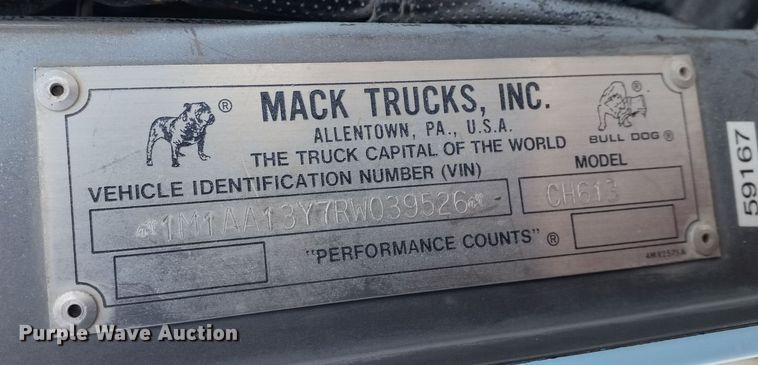 MACK TRUCKS, INC.
ALLENTOWN, PA., U.S.A.
THE TRUCK CAPITAL OF THE WORLD
BULL DOG ®
VEHICLE IDENTIFICATION NUMBER (VIN)
MODEL
1M1AA13Y7RW039526
CH613
"PERFORMANCE COUNTS" ®
59167
Purple Wave Auction